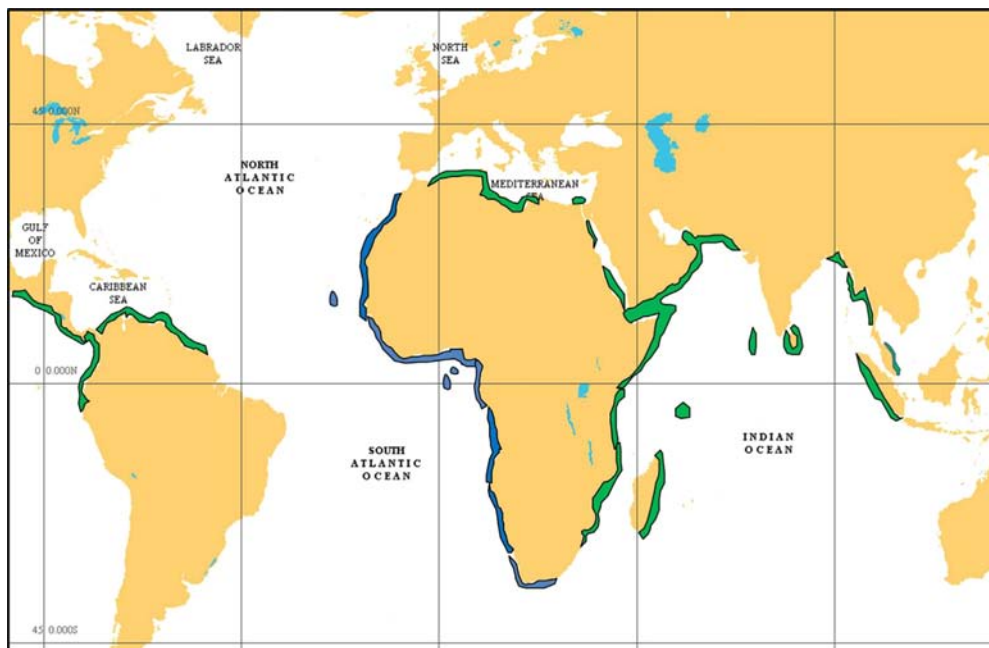 LABRADOR
SEA
NORTH
SEA
45 0.000N
NORTH
ATLANTIC
OCEAN
MEDITERRANEAN
SEA
GULF
OF
MEXICO
CARIBBEAN
SEA
0 0.000N
SOUTH
ATLANTIC
OCEAN
INDIAN
OCEAN
45 0.000S